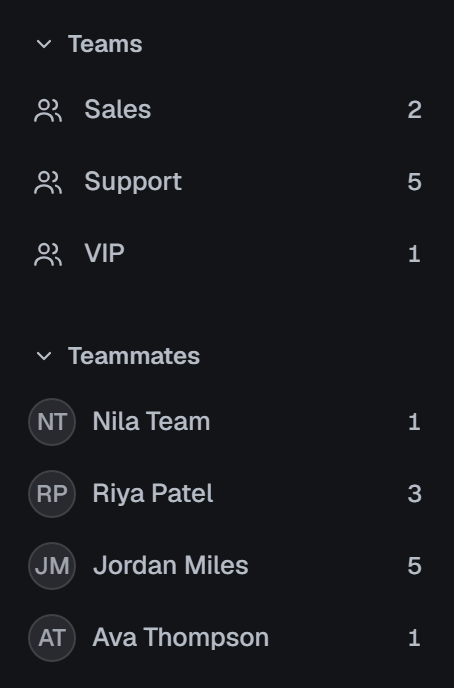 Teams
Sales 2
Support 5
VIP 1
Teammates
NT Nila Team 1
RP Riya Patel 3
JM Jordan Miles 5
AT Ava Thompson 1